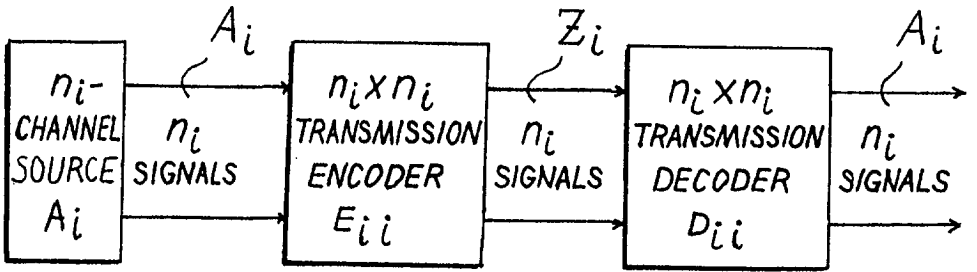 A_i
Z_i
A_i
n_i-
CHANNEL
SOURCE
A_i
n_i
SIGNALS
n_i x n_i
TRANSMISSION
ENCODER
E_ii
n_i
SIGNALS
n_i x n_i
TRANSMISSION
DECODER
D_ii
n_i
SIGNALS